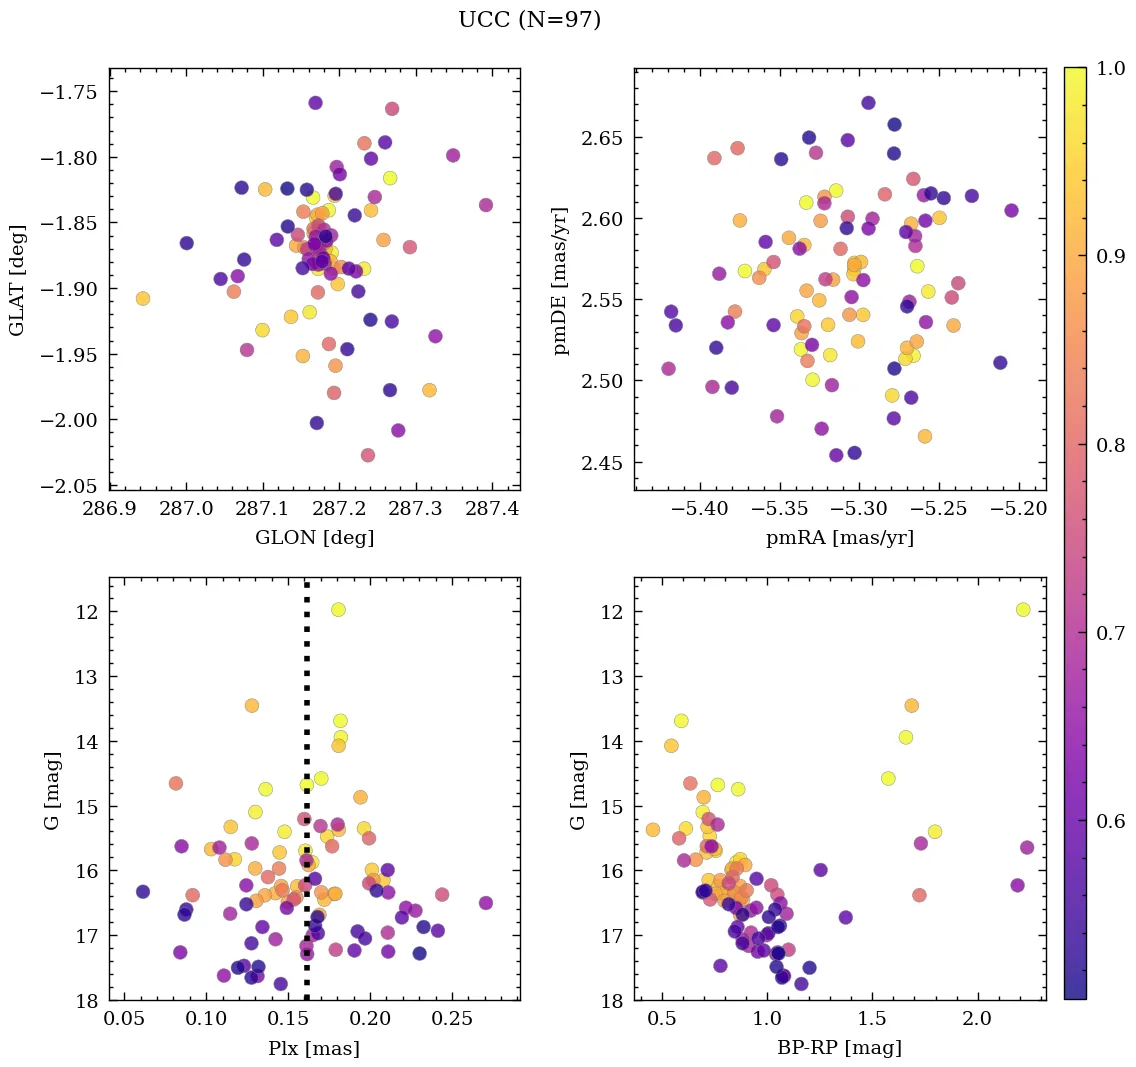 UCC (N=97)
−1.75
−1.80
−1.85
−1.90
−1.95
−2.00
−2.05
GLAT [deg]
286.9 287.0 287.1 287.2 287.3 287.4
GLON [deg]
2.65
2.60
2.55
2.50
2.45
pmDE [mas/yr]
−5.40 −5.35 −5.30 −5.25 −5.20
pmRA [mas/yr]
1.0
0.9
0.8
0.7
0.6
12
13
14
15
16
17
18
G [mag]
0.05 0.10 0.15 0.20 0.25
Plx [mas]
12
13
14
15
16
17
18
G [mag]
0.5 1.0 1.5 2.0
BP-RP [mag]